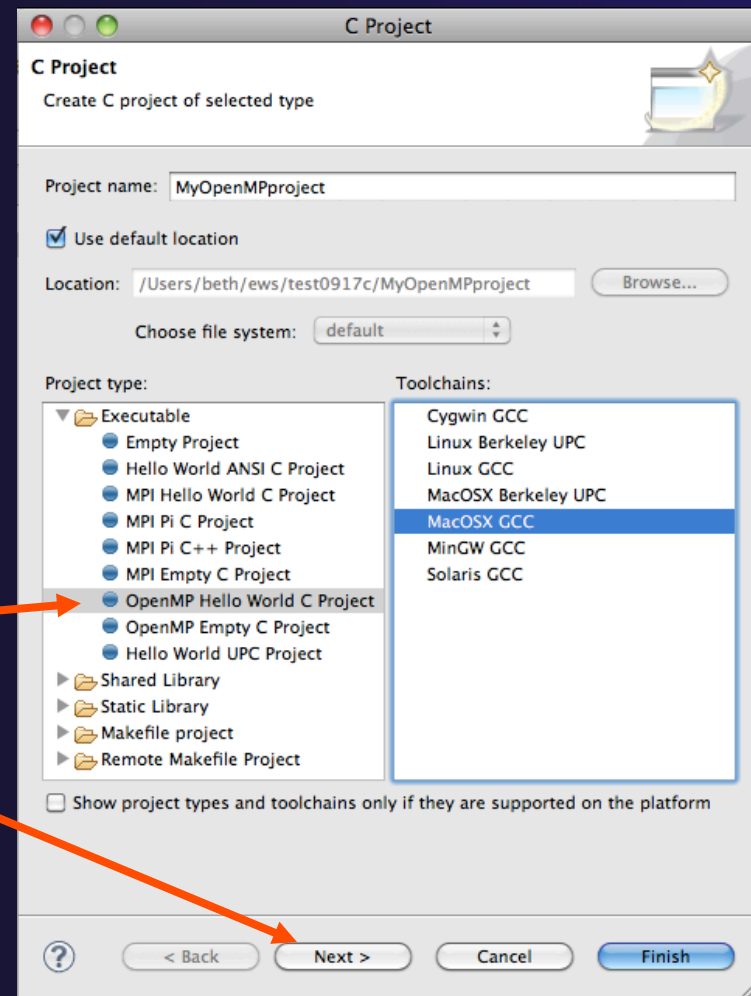 C Project
C Project
Create C project of selected type
Project name: MyOpenMPproject
Use default location
Location: /Users/beth/ews/test0917c/MyOpenMPproject Browse...
Choose file system: default
Project type:
Executable
Empty Project
Hello World ANSI C Project
MPI Hello World C Project
MPI Pi C Project
MPI Pi C++ Project
MPI Empty C Project
OpenMP Hello World C Project
OpenMP Empty C Project
Hello World UPC Project
Shared Library
Static Library
Makefile project
Remote Makefile Project
Toolchains:
Cygwin GCC
Linux Berkeley UPC
Linux GCC
MacOSX Berkeley UPC
MacOSX GCC
MinGW GCC
Solaris GCC
Show project types and toolchains only if they are supported on the platform
? < Back Next > Cancel Finish